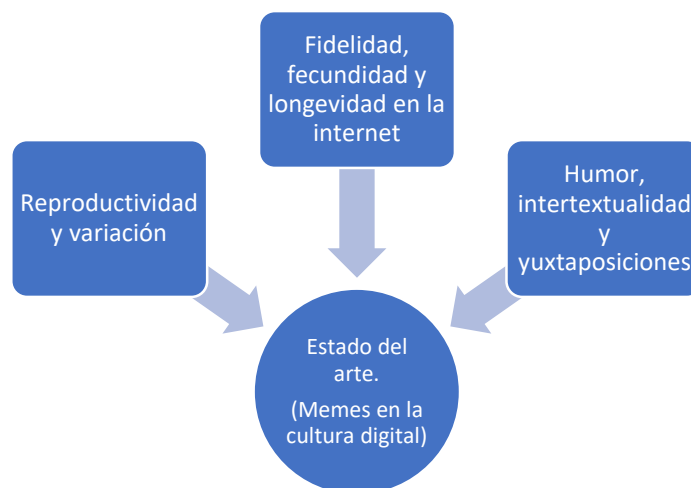 Fidelidad,
fecundidad y
longevidad en la
internet
Reproductividad
y variación
Humor,
intertextualidad
y
yuxtaposiciones
Estado del
arte.
(Memes en la
cultura digital)